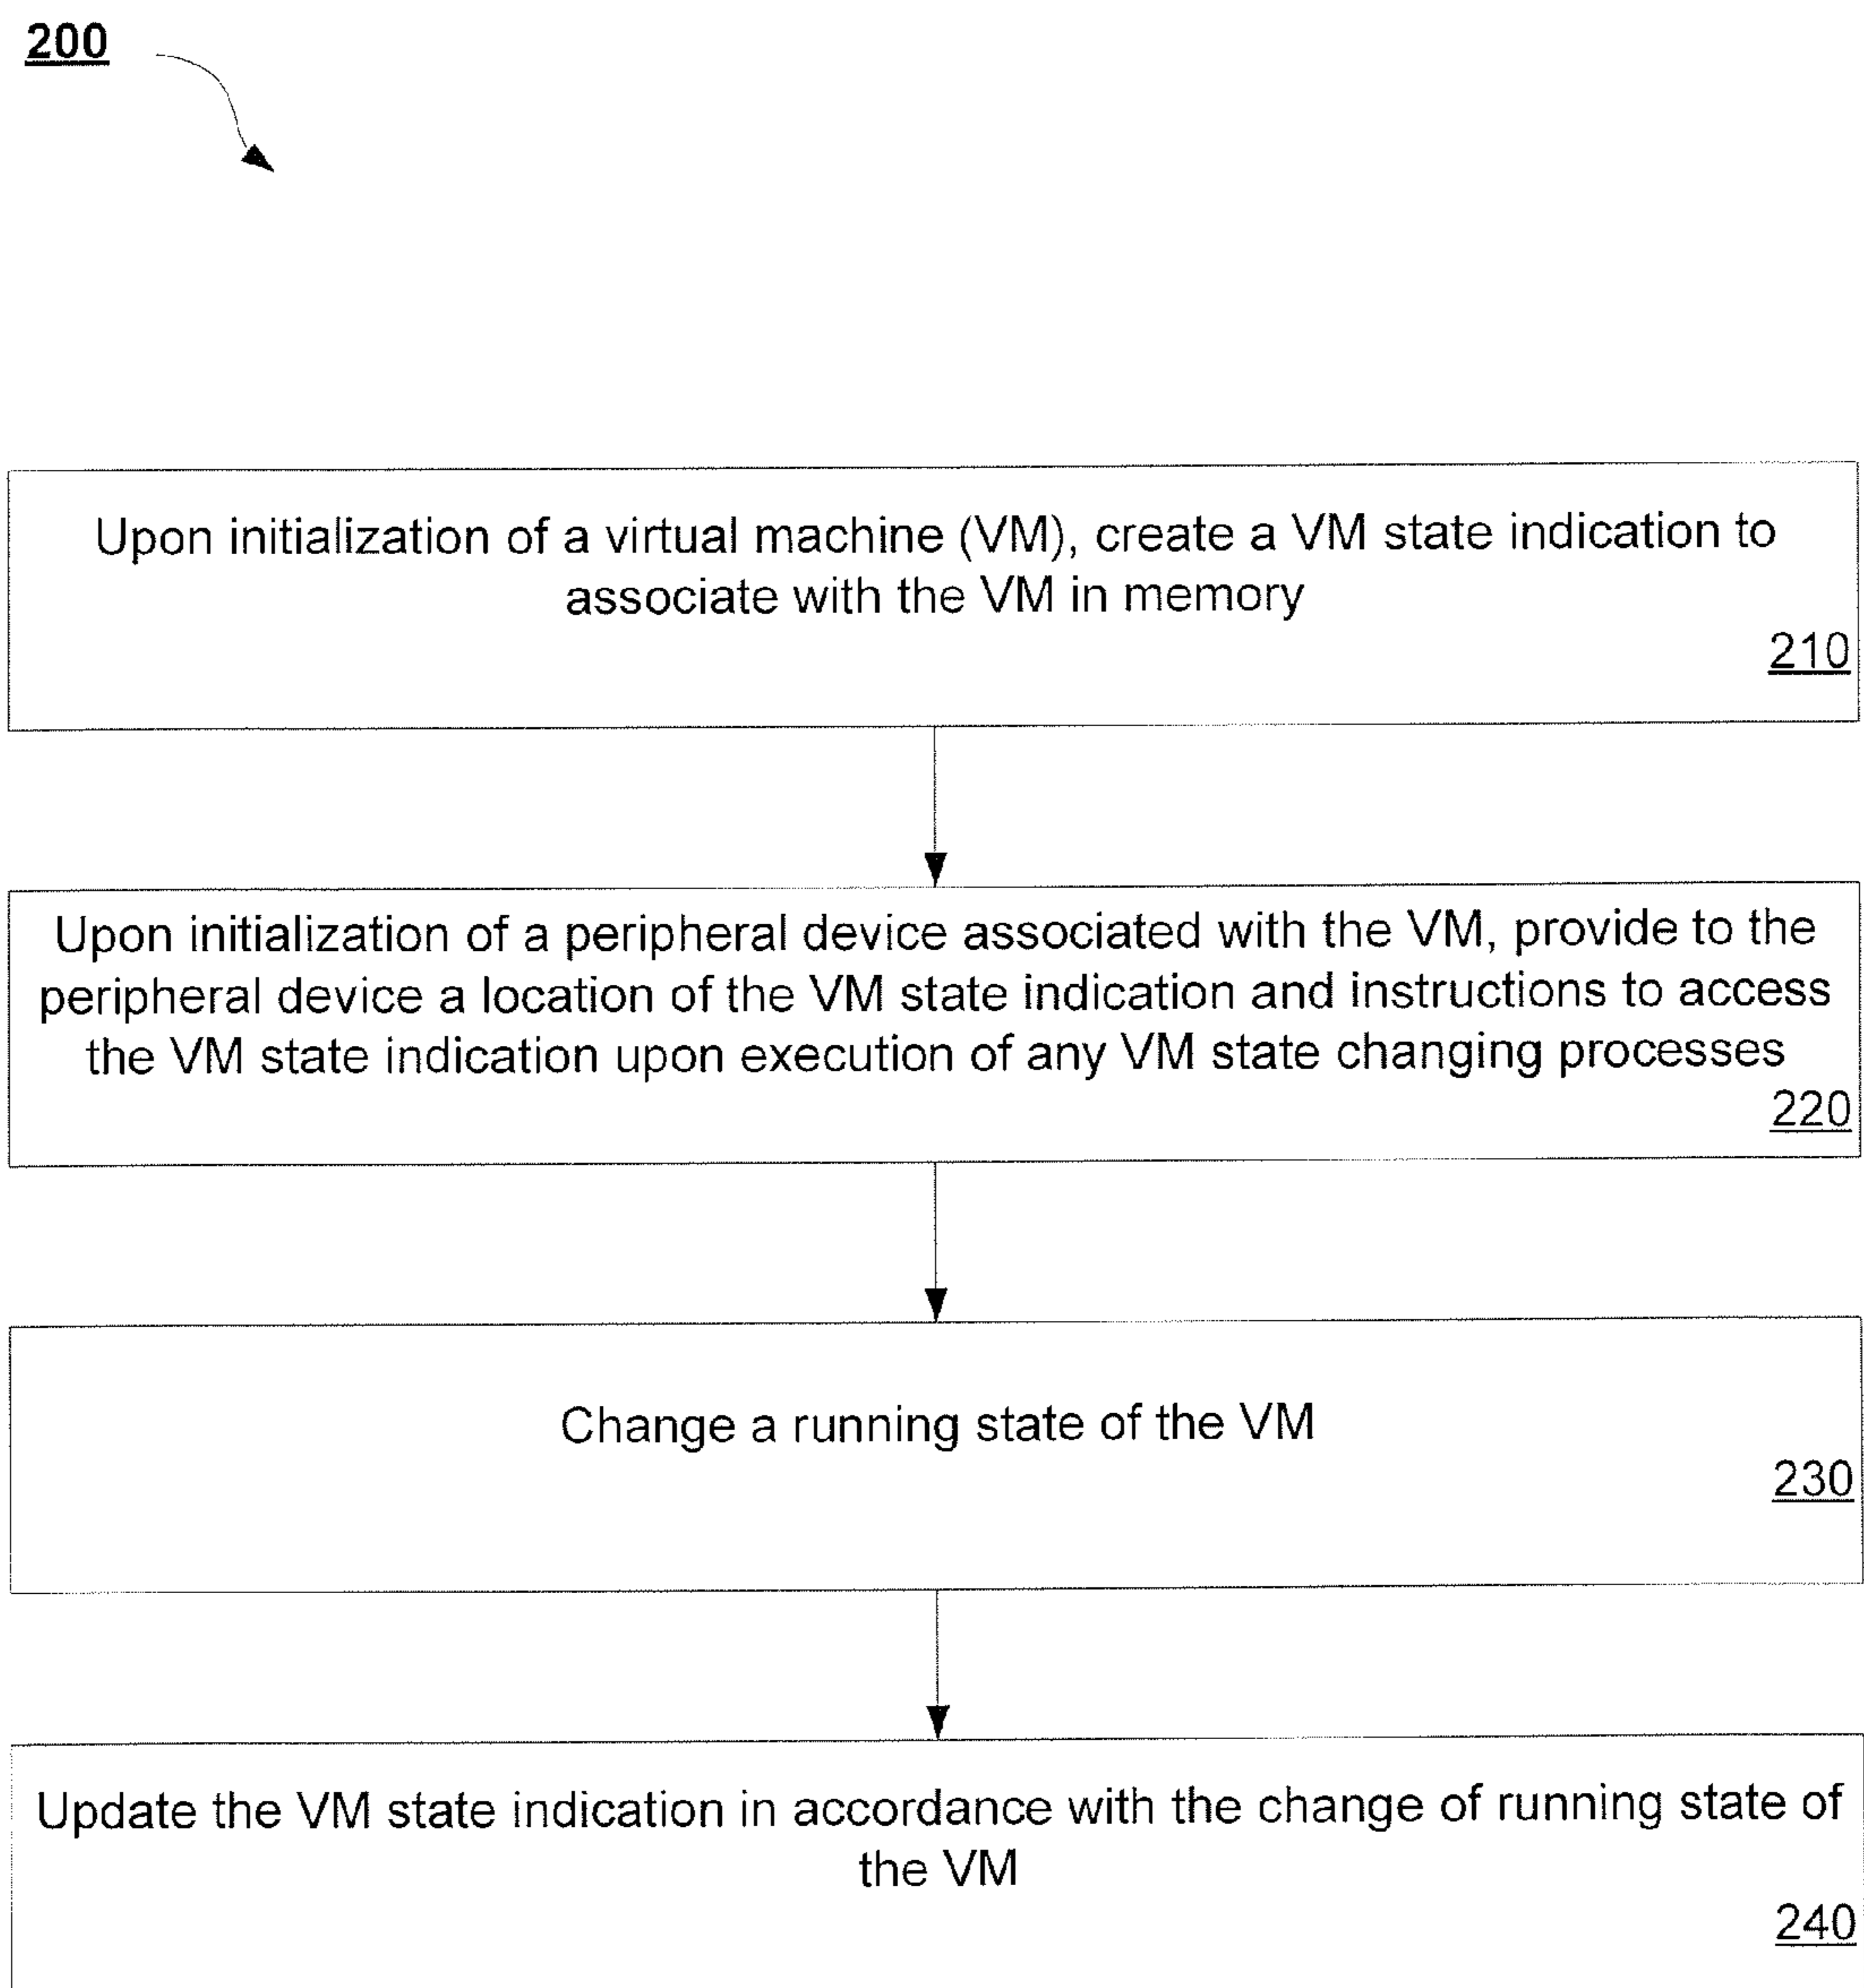 200
Upon initialization of a virtual machine (VM), create a VM state indication to
associate with the VM in memory
210
Upon initialization of a peripheral device associated with the VM, provide to the
peripheral device a location of the VM state indication and instructions to access
the VM state indication upon execution of any VM state changing processes
220
Change a running state of the VM
230
Update the VM state indication in accordance with the change of running state of
the VM
240